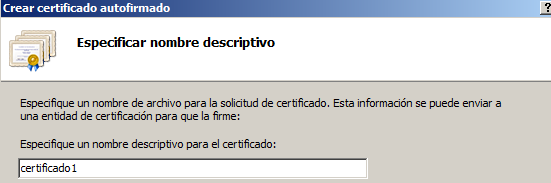 Crear certificado autofirmado
?
Especificar nombre descriptivo
Especifique un nombre de archivo para la solicitud de certificado. Esta información se puede enviar a
una entidad de certificación para que la firme:
Especifique un nombre descriptivo para el certificado:
certificado1